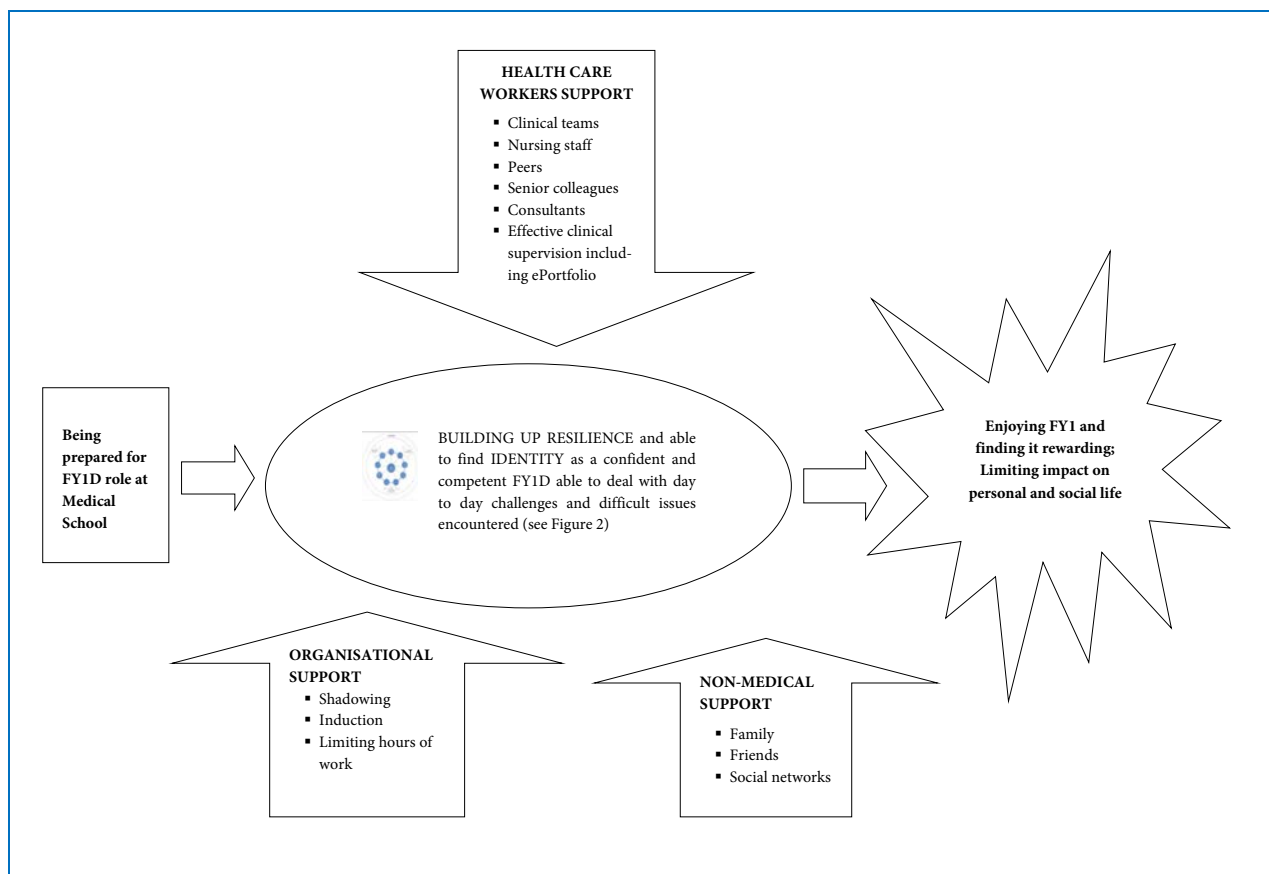 HEALTH CARE
WORKERS SUPPORT
▪ Clinical teams
▪ Nursing staff
▪ Peers
▪ Senior colleagues
▪ Consultants
▪ Effective clinical
supervision includ-
ing ePortfolio
Being
prepared for
FY1D role at
Medical
School
BUILDING UP RESILIENCE and able
to find IDENTITY as a confident and
competent FY1D able to deal with day
to day challenges and difficult issues
encountered (see Figure 2)
Enjoying FY1 and
finding it rewarding;
Limiting impact on
personal and social life
ORGANISATIONAL
SUPPORT
▪ Shadowing
▪ Induction
▪ Limiting hours of
work
NON-MEDICAL
SUPPORT
▪ Family
▪ Friends
▪ Social networks